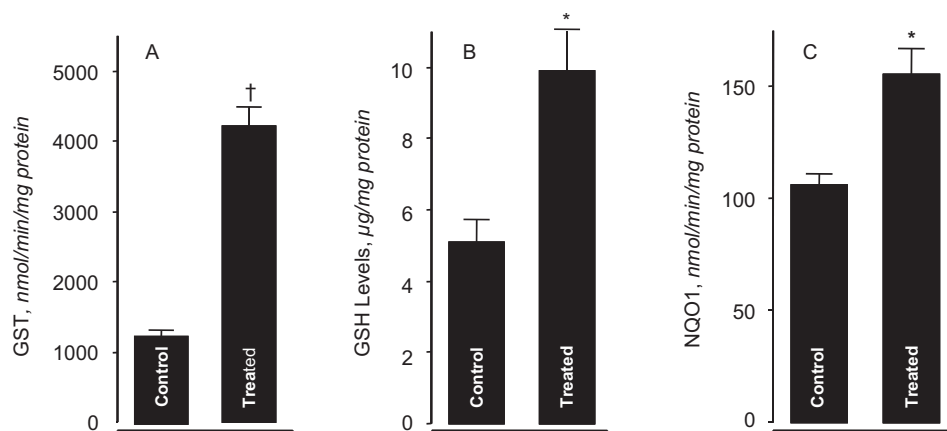 A
GST, nmol/min/mg protein
5000
4000
3000
2000
1000
0
†
Control
Treated
B
GSH Levels, µg/mg protein
10
8
6
4
2
0
*
Control
Treated
C
NQO1, nmol/min/mg protein
150
100
50
0
*
Control
Treated